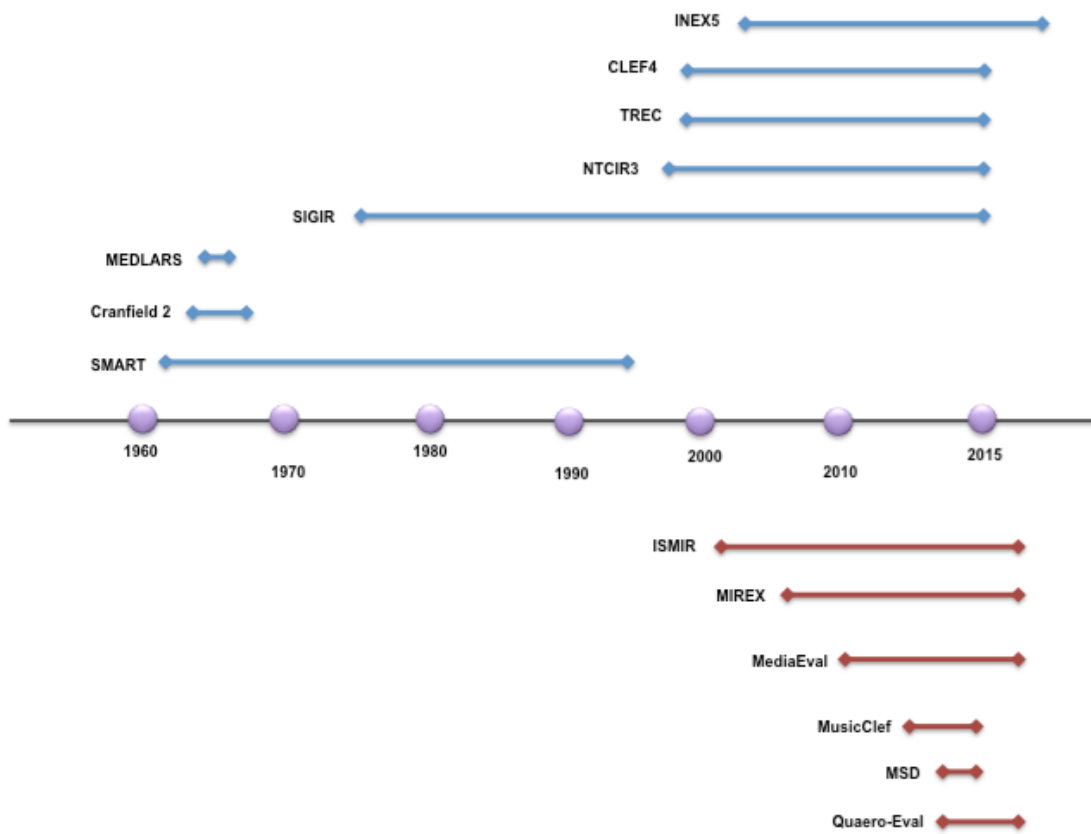 INEX5
CLEF4
TREC
NTCIR3
SIGIR
MEDLARS
Cranfield 2
SMART
1960
1970
1980
1990
2000
2010
2015
ISMIR
MIREX
MediaEval
MusicClef
MSD
Quaero-Eval